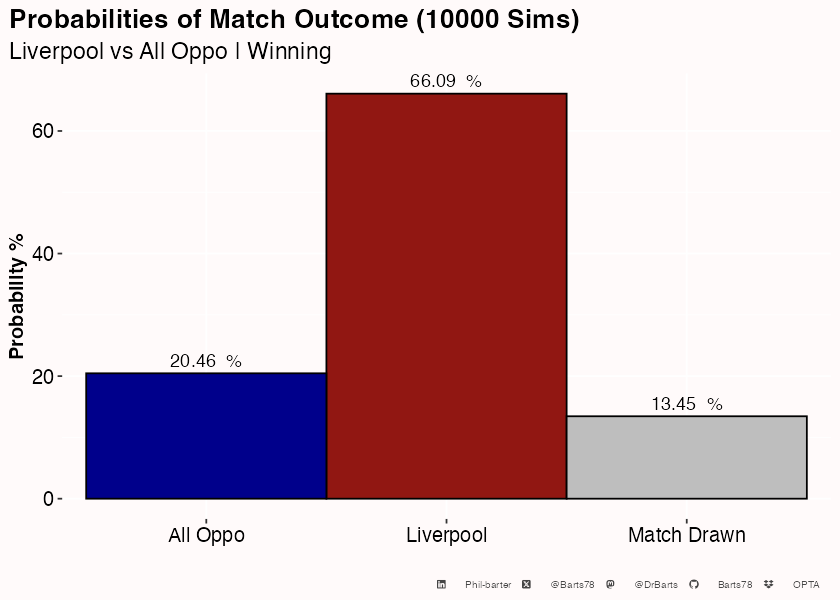 Probabilities of Match Outcome (10000 Sims)
Liverpool vs All Oppo | Winning
66.09 %
60
40
Probability %
20.46 %
20
13.45 %
0
All Oppo Liverpool Match Drawn
Phil-barter @Barts78 @DrBarts Barts78 OPTA